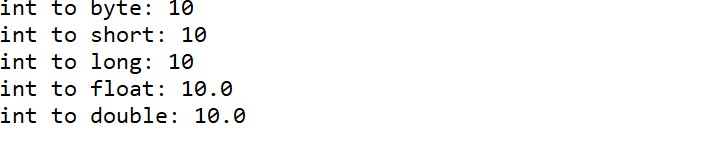 int to byte: 10
int to short: 10
int to long: 10
int to float: 10.0
int to double: 10.0